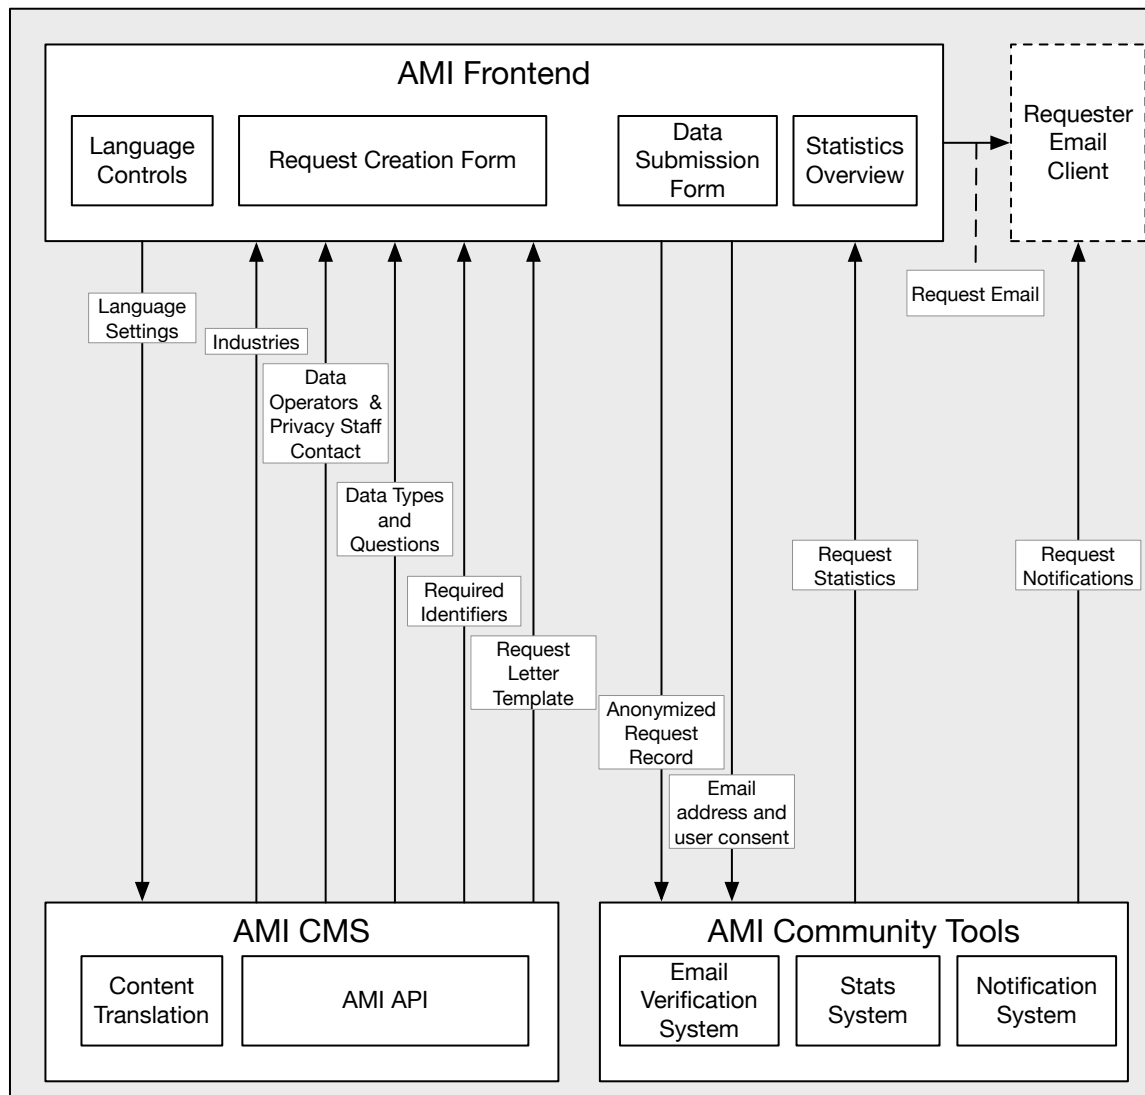 AMI Frontend
Language
Controls
Request Creation Form
Data
Submission
Form
Statistics
Overview
Requester
Email
Client
Request Email
Language
Settings
Industries
Data
Operators &
Privacy Staff
Contact
Data Types
and
Questions
Required
Identifiers
Request
Letter
Template
Anonymized
Request
Record
Email
address and
user consent
Request
Statistics
Request
Notifications
AMI CMS
Content
Translation
AMI API
AMI Community Tools
Email
Verification
System
Stats
System
Notification
System